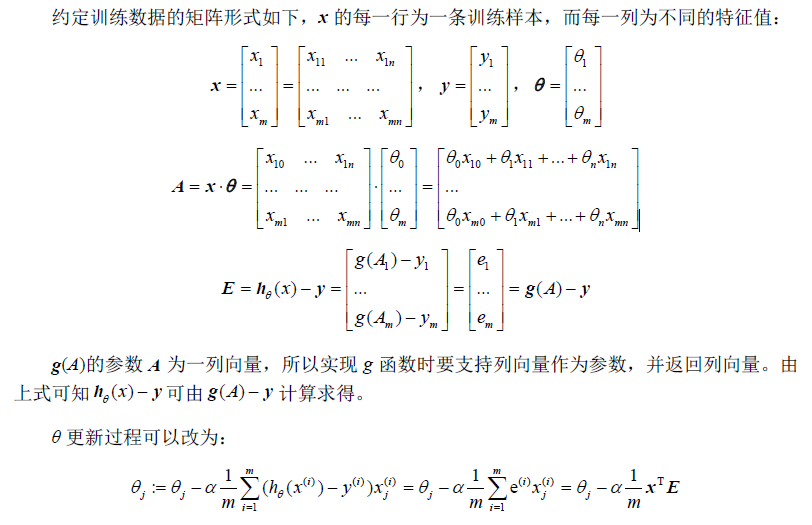 约定训练数据的矩阵形式如下，x 的每一行为一条训练样本，而每一列为不同的特征值：
x = [x_1 ... x_m] = [x_11 ... x_1n ... ... ... x_m1 ... x_mn] ， y = [y_1 ... y_m] ， θ = [θ_1 ... θ_m]
A = x·θ = [x_10 ... x_1n ... ... ... x_m1 ... x_mn]·[θ_0 ... θ_m] = [θ_0x_10 + θ_1x_11 + ... + θ_nx_1n ... θ_0x_m0 + θ_1x_m1 + ... + θ_nx_mn]
E = h_θ(x) − y = [g(A_1) − y_1 ... g(A_m) − y_m] = [e_1 ... e_m] = g(A) − y
g(A)的参数 A 为一列向量，所以实现 g 函数时要支持列向量作为参数，并返回列向量。由
上式可知 h_θ(x) − y 可由 g(A) − y 计算求得。
θ 更新过程可以改为：
θ_j := θ_j − α 1/m ∑_{i=1}^{m} (h_θ(x^(i)) − y^(i))x_j^(i) = θ_j − α 1/m ∑_{i=1}^{m} e^(i)x_j^(i) = θ_j − α 1/m x^T E